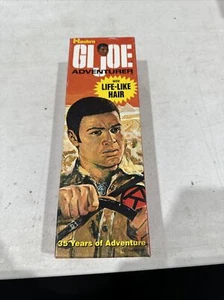 Hasbro
GI JOE
ADVENTURER
WITH
LIFE-LIKE
HAIR
35 Years of Adventure